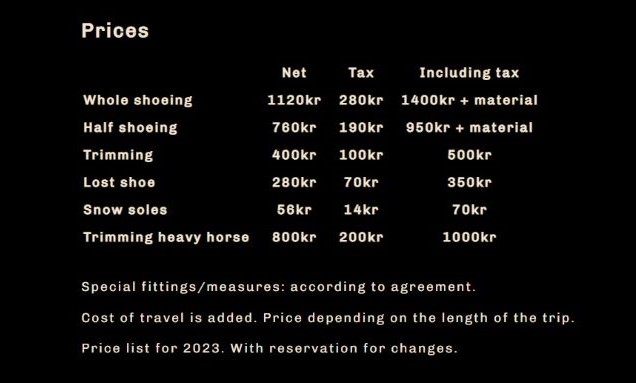 Prices
Net Tax Including tax
Whole shoeing 1120kr 280kr 1400kr + material
Half shoeing 760kr 190kr 950kr + material
Trimming 400kr 100kr 500kr
Lost shoe 280kr 70kr 350kr
Snow soles 56kr 14kr 70kr
Trimming heavy horse 800kr 200kr 1000kr
Special fittings/measures: according to agreement.
Cost of travel is added. Price depending on the length of the trip.
Price list for 2023. With reservation for changes.